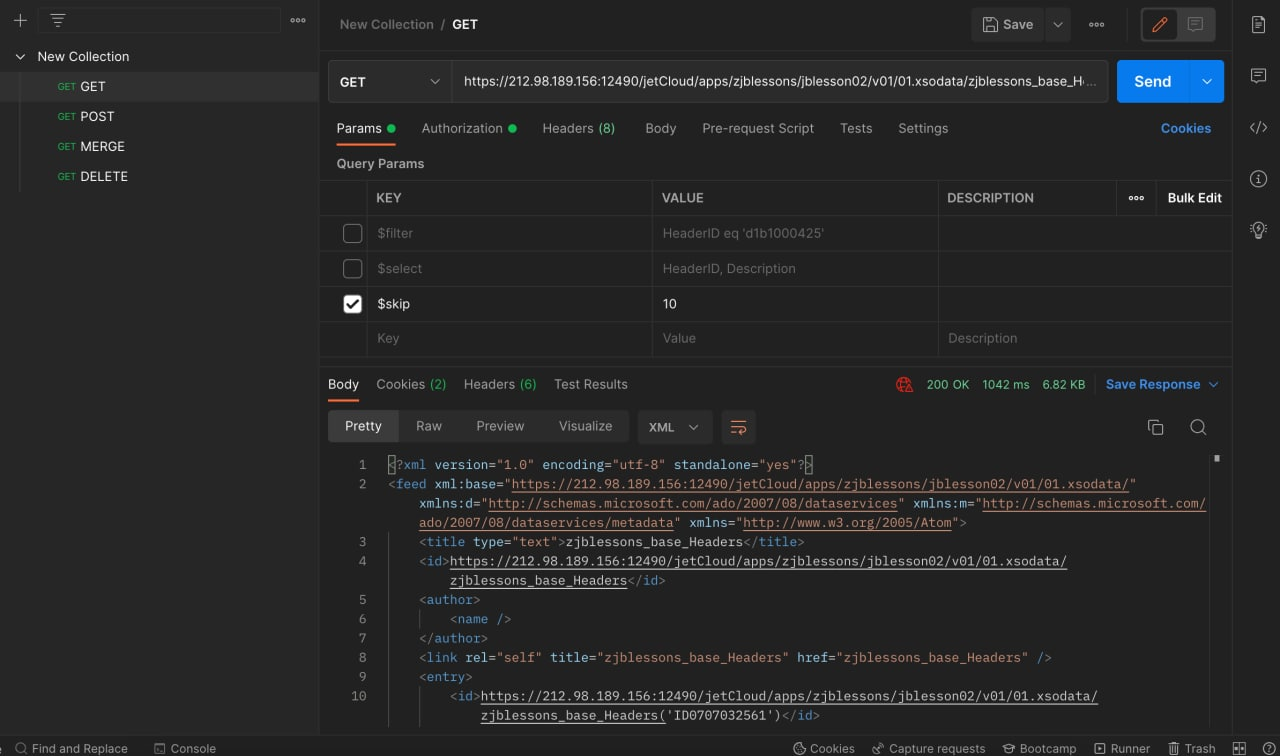 New Collection / GET
Save
New Collection
GET GET
GET POST
GET MERGE
GET DELETE
GET
https://212.98.189.156:12490/jetCloud/apps/zjblessons/jblesson02/v01/01.xsodata/zjblessons_base_H...
Send
Params
Authorization
Headers (8)
Body
Pre-request Script
Tests
Settings
Cookies
Query Params
KEY VALUE DESCRIPTION Bulk Edit
$filter HeaderID eq 'd1b1000425'
$select HeaderID, Description
$skip 10
Key Value Description
Body Cookies (2) Headers (6) Test Results
200 OK 1042 ms 6.82 KB Save Response
Pretty Raw Preview Visualize XML
1 <?xml version="1.0" encoding="utf-8" standalone="yes"?>
2 <feed xml:base="https://212.98.189.156:12490/jetCloud/apps/zjblessons/jblesson02/v01/01.xsodata/"
xmlns:d="http://schemas.microsoft.com/ado/2007/08/dataservices" xmlns:m="http://schemas.microsoft.com/
ado/2007/08/dataservices/metadata" xmlns="http://www.w3.org/2005/Atom">
3 <title type="text">zjblessons_base_Headers</title>
4 <id>https://212.98.189.156:12490/jetCloud/apps/zjblessons/jblesson02/v01/01.xsodata/
zjblessons_base_Headers</id>
5 <author>
6 <name />
7 </author>
8 <link rel="self" title="zjblessons_base_Headers" href="zjblessons_base_Headers" />
9 <entry>
10 <id>https://212.98.189.156:12490/jetCloud/apps/zjblessons/jblesson02/v01/01.xsodata/
zjblessons_base_Headers('ID0707032561')</id>
Find and Replace Console Cookies Capture requests Bootcamp Runner Trash